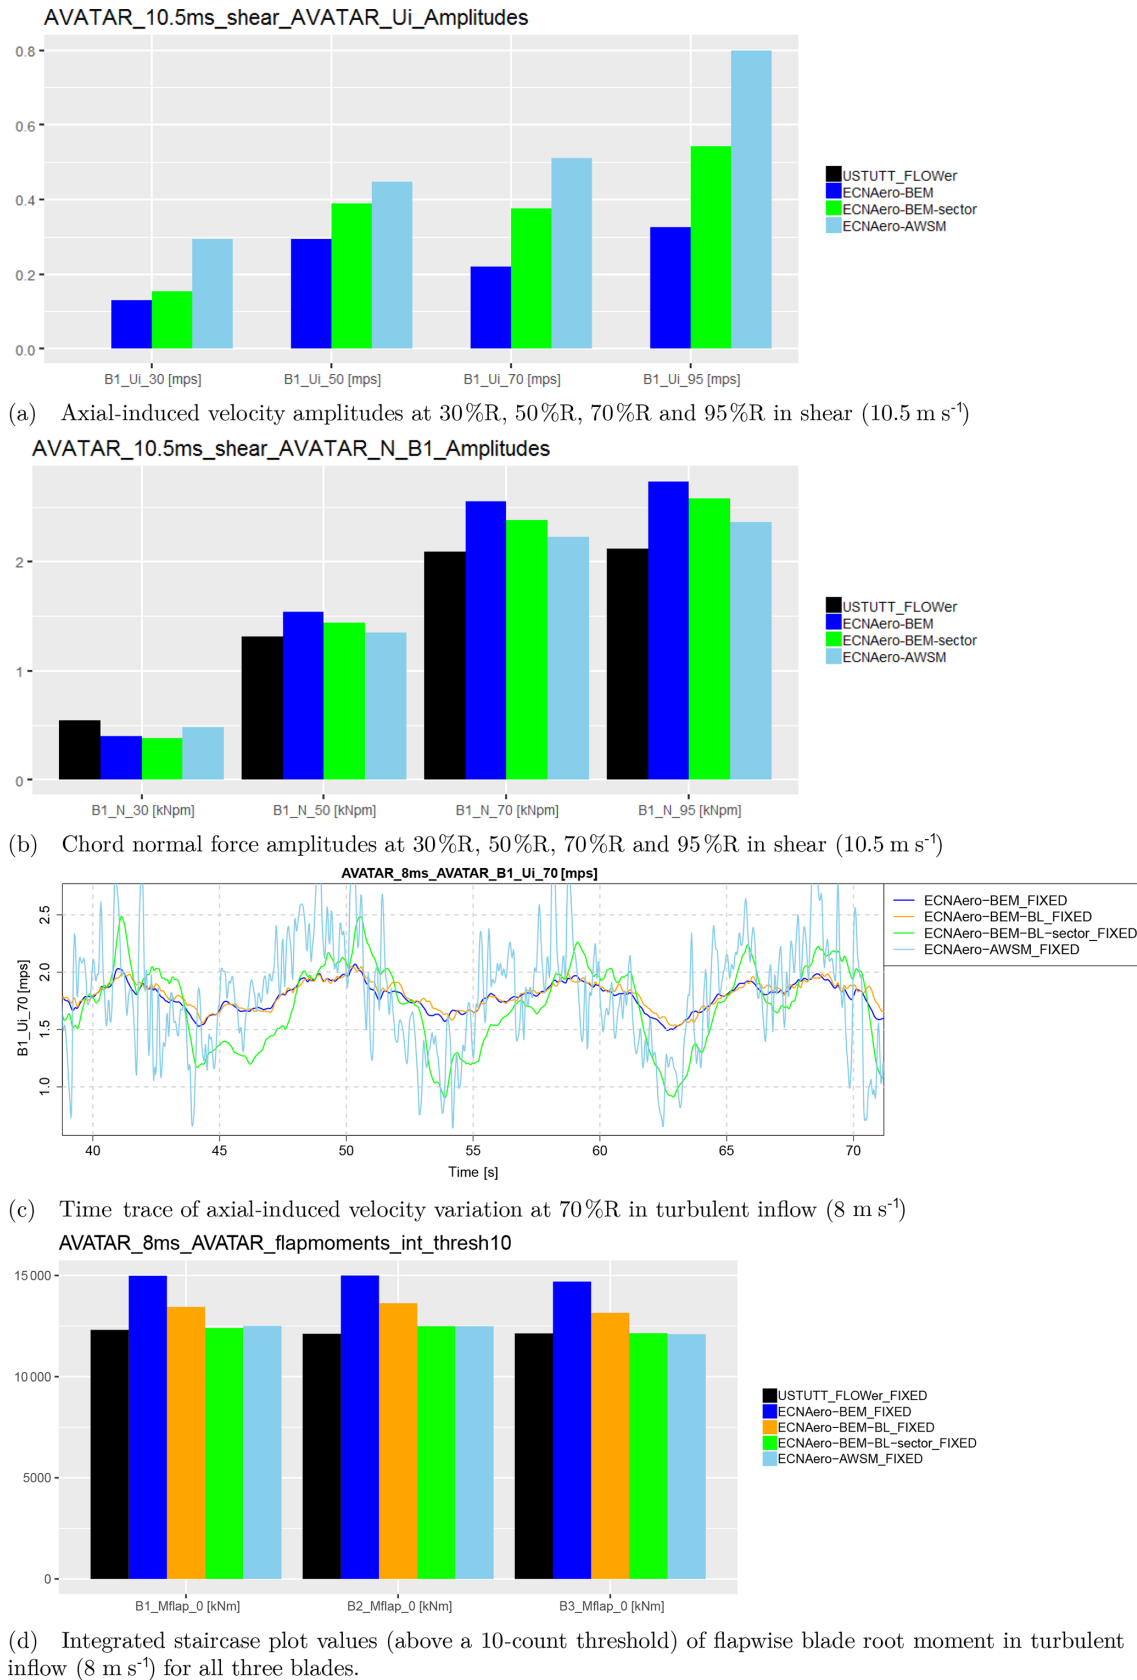 AVATAR_10.5ms_shear_AVATAR_Ui_Amplitudes
0.8
0.6
0.4
0.2
0.0
B1_Ui_30 [mps] B1_Ui_50 [mps] B1_Ui_70 [mps] B1_Ui_95 [mps]
USTUTT_FLOWer
ECNAero-BEM
ECNAero-BEM-sector
ECNAero-AWSM
(a) Axial-induced velocity amplitudes at 30%R, 50%R, 70%R and 95%R in shear (10.5 m s⁻¹)
AVATAR_10.5ms_shear_AVATAR_N_B1_Amplitudes
2
1
0
B1_N_30 [kNpm] B1_N_50 [kNpm] B1_N_70 [kNpm] B1_N_95 [kNpm]
USTUTT_FLOWer
ECNAero-BEM
ECNAero-BEM-sector
ECNAero-AWSM
(b) Chord normal force amplitudes at 30%R, 50%R, 70%R and 95%R in shear (10.5 m s⁻¹)
AVATAR_8ms_AVATAR_B1_Ui_70 [mps]
B1_Ui_70 [mps]
2.5
2.0
1.5
1.0
40 45 50 55 60 65 70
Time [s]
ECNAero-BEM_FIXED
ECNAero-BEM-BL_FIXED
ECNAero-BEM-BL-sector_FIXED
ECNAero-AWSM_FIXED
(c) Time trace of axial-induced velocity variation at 70%R in turbulent inflow (8 m s⁻¹)
AVATAR_8ms_AVATAR_flapmoments_int_thresh10
15000
10000
5000
0
B1_Mflap_0 [kNm] B2_Mflap_0 [kNm] B3_Mflap_0 [kNm]
USTUTT_FLOWer_FIXED
ECNAero-BEM_FIXED
ECNAero-BEM-BL_FIXED
ECNAero-BEM-BL-sector_FIXED
ECNAero-AWSM_FIXED
(d) Integrated staircase plot values (above a 10-count threshold) of flapwise blade root moment in turbulent
inflow (8 m s⁻¹) for all three blades.